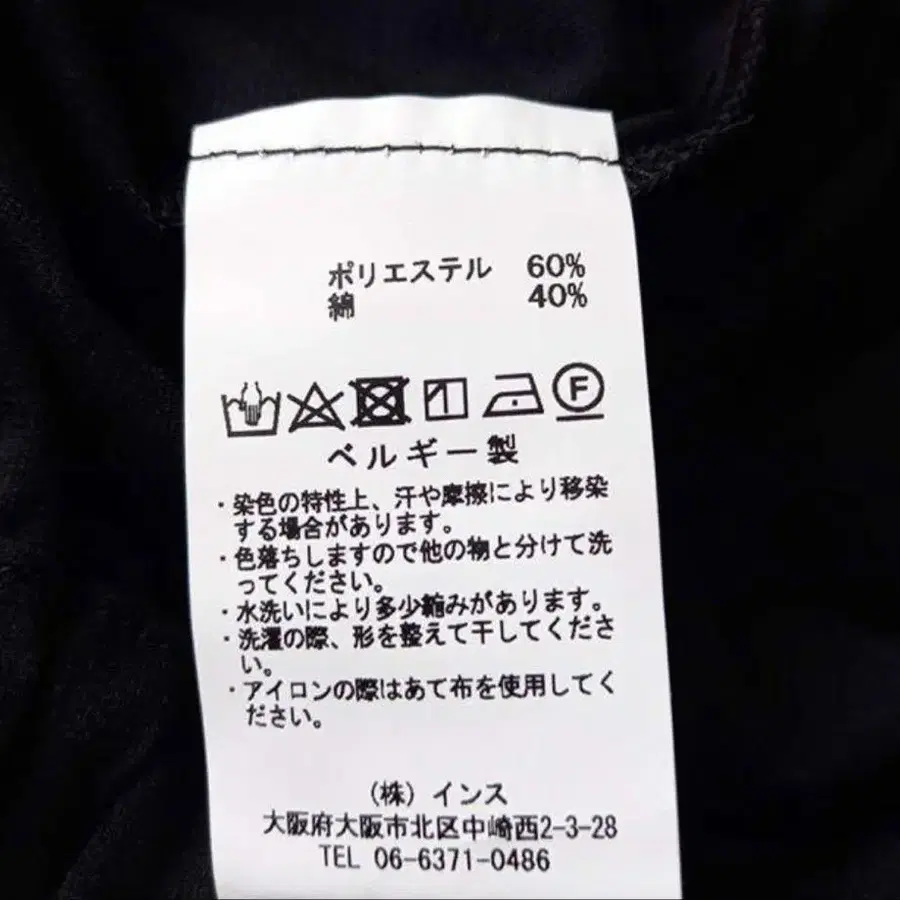 ポリエステル 60%
綿 40%
F
ベルギー製
・染色の特性上、汗や摩擦により移染
する場合があります。
・色落ちしますので他の物と分けて洗
ってください。
・水洗いにより多少縮みがあります。
・洗濯の際、形を整えて干してくださ
い。
・アイロンの際はあて布を使用してく
ださい。
(株)インス
大阪府大阪市北区中崎西2-3-28
TEL 06-6371-0486